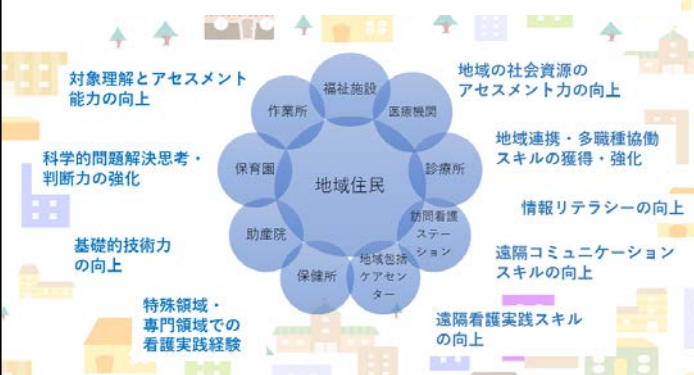 対象理解とアセスメント
能力の向上
科学的問題解決思考・
判断力の強化
基礎的技術力
の向上
特殊領域・
専門領域での
看護実践経験
福祉施設
医療機関
診療所
訪問看護
ステー
ション
地域包括
ケアセン
ター
保健所
助産院
保育園
作業所
地域住民
地域の社会資源の
アセスメント力の向上
地域連携・多職種協働
スキルの獲得・強化
情報リテラシーの向上
遠隔コミュニケーション
スキルの向上
遠隔看護実践スキル
の向上